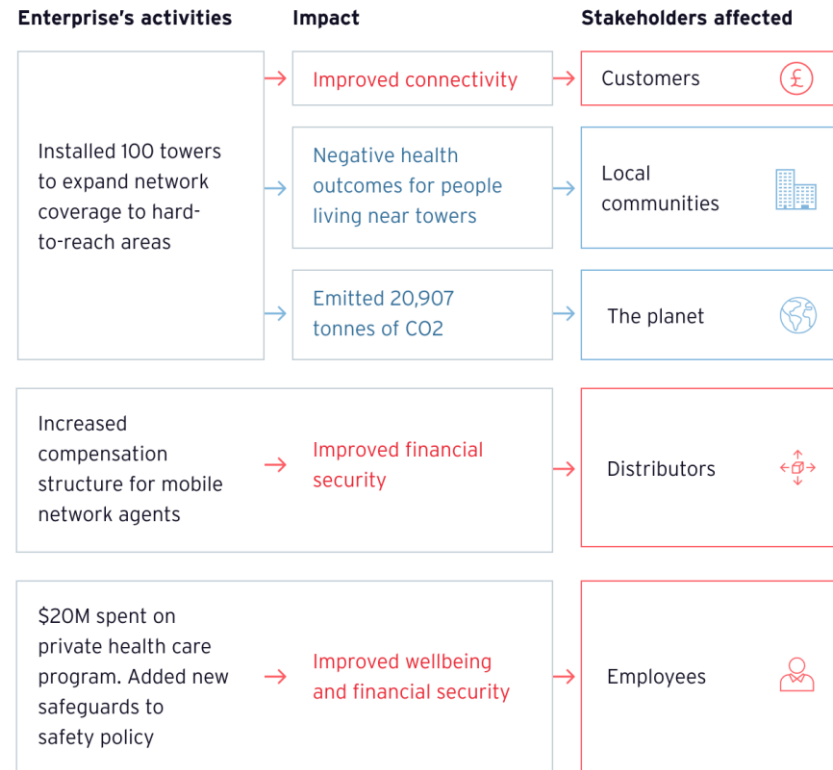 Enterprise's activities
Impact
Stakeholders affected
Installed 100 towers
to expand network
coverage to hard-
to-reach areas
Improved connectivity
Customers
£
Negative health
outcomes for people
living near towers
Local
communities
Emitted 20,907
tonnes of CO2
The planet
Increased
compensation
structure for mobile
network agents
Improved financial
security
Distributors
$20M spent on
private health care
program. Added new
safeguards to
safety policy
Improved wellbeing
and financial security
Employees